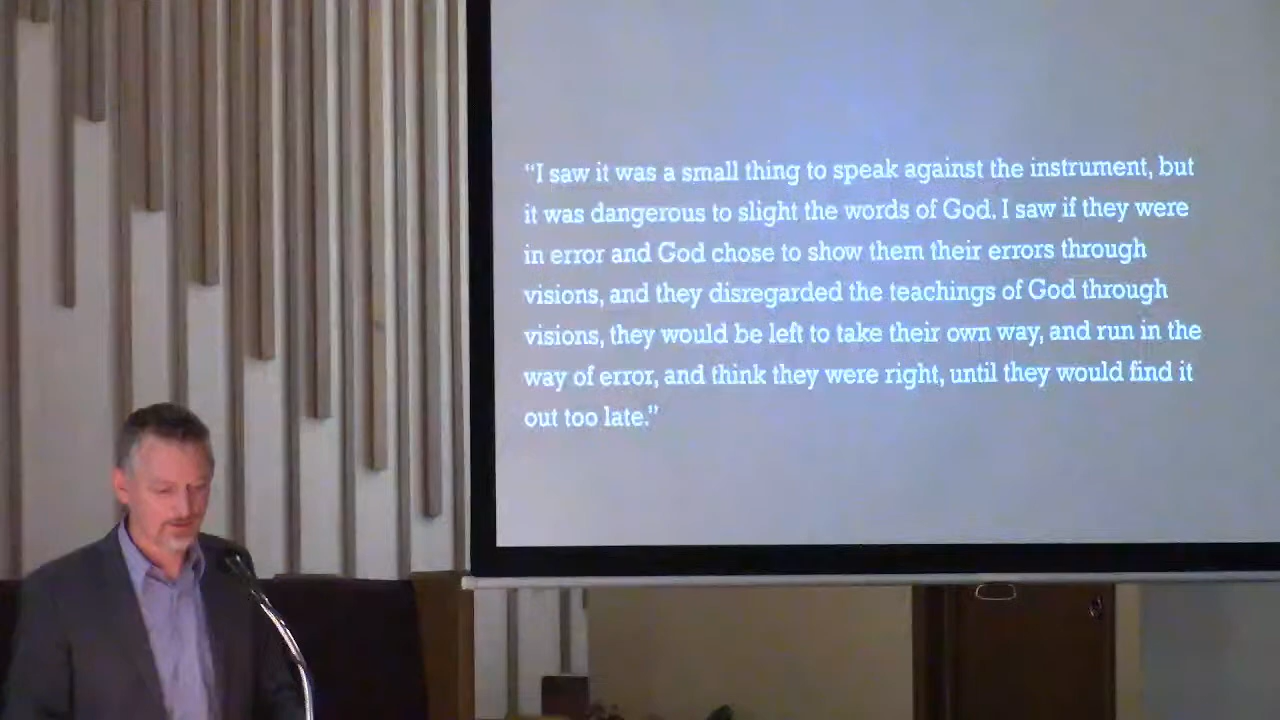 “I saw it was a small thing to speak against the instrument, but
it was dangerous to slight the words of God. I saw if they were
in error and God chose to show them their errors through
visions, and they disregarded the teachings of God through
visions, they would be left to take their own way, and run in the
way of error, and think they were right, until they would find it
out too late.”